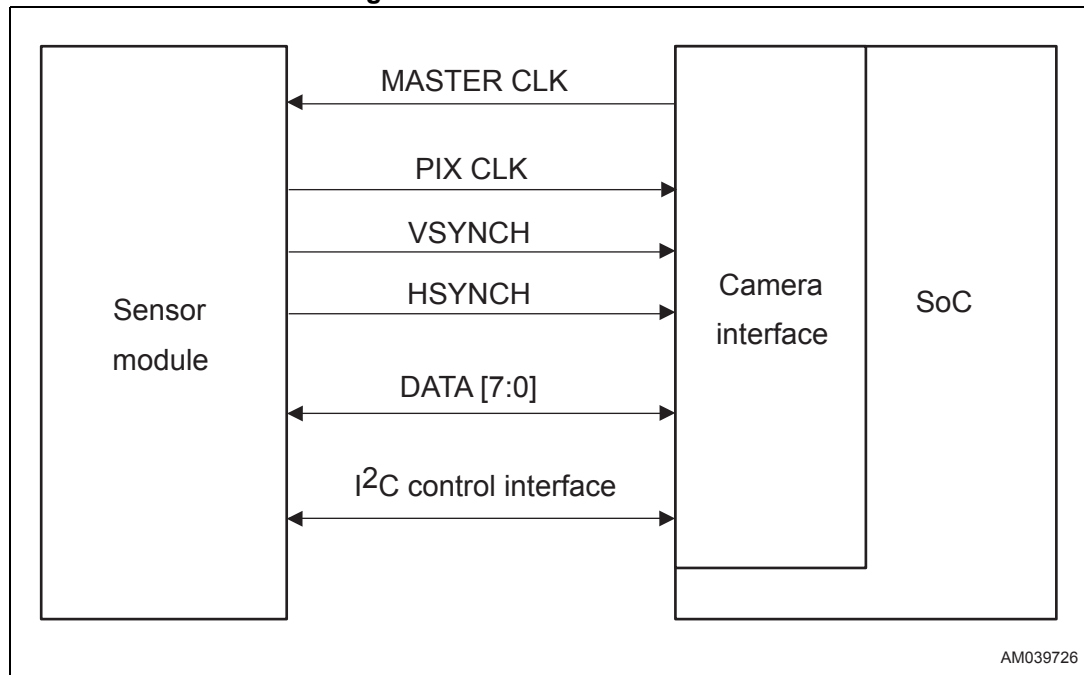 MASTER CLK
PIX CLK
VSYNCH
HSYNCH
Sensor
module
Camera
interface
SoC
DATA [7:0]
I2C control interface
AM039726